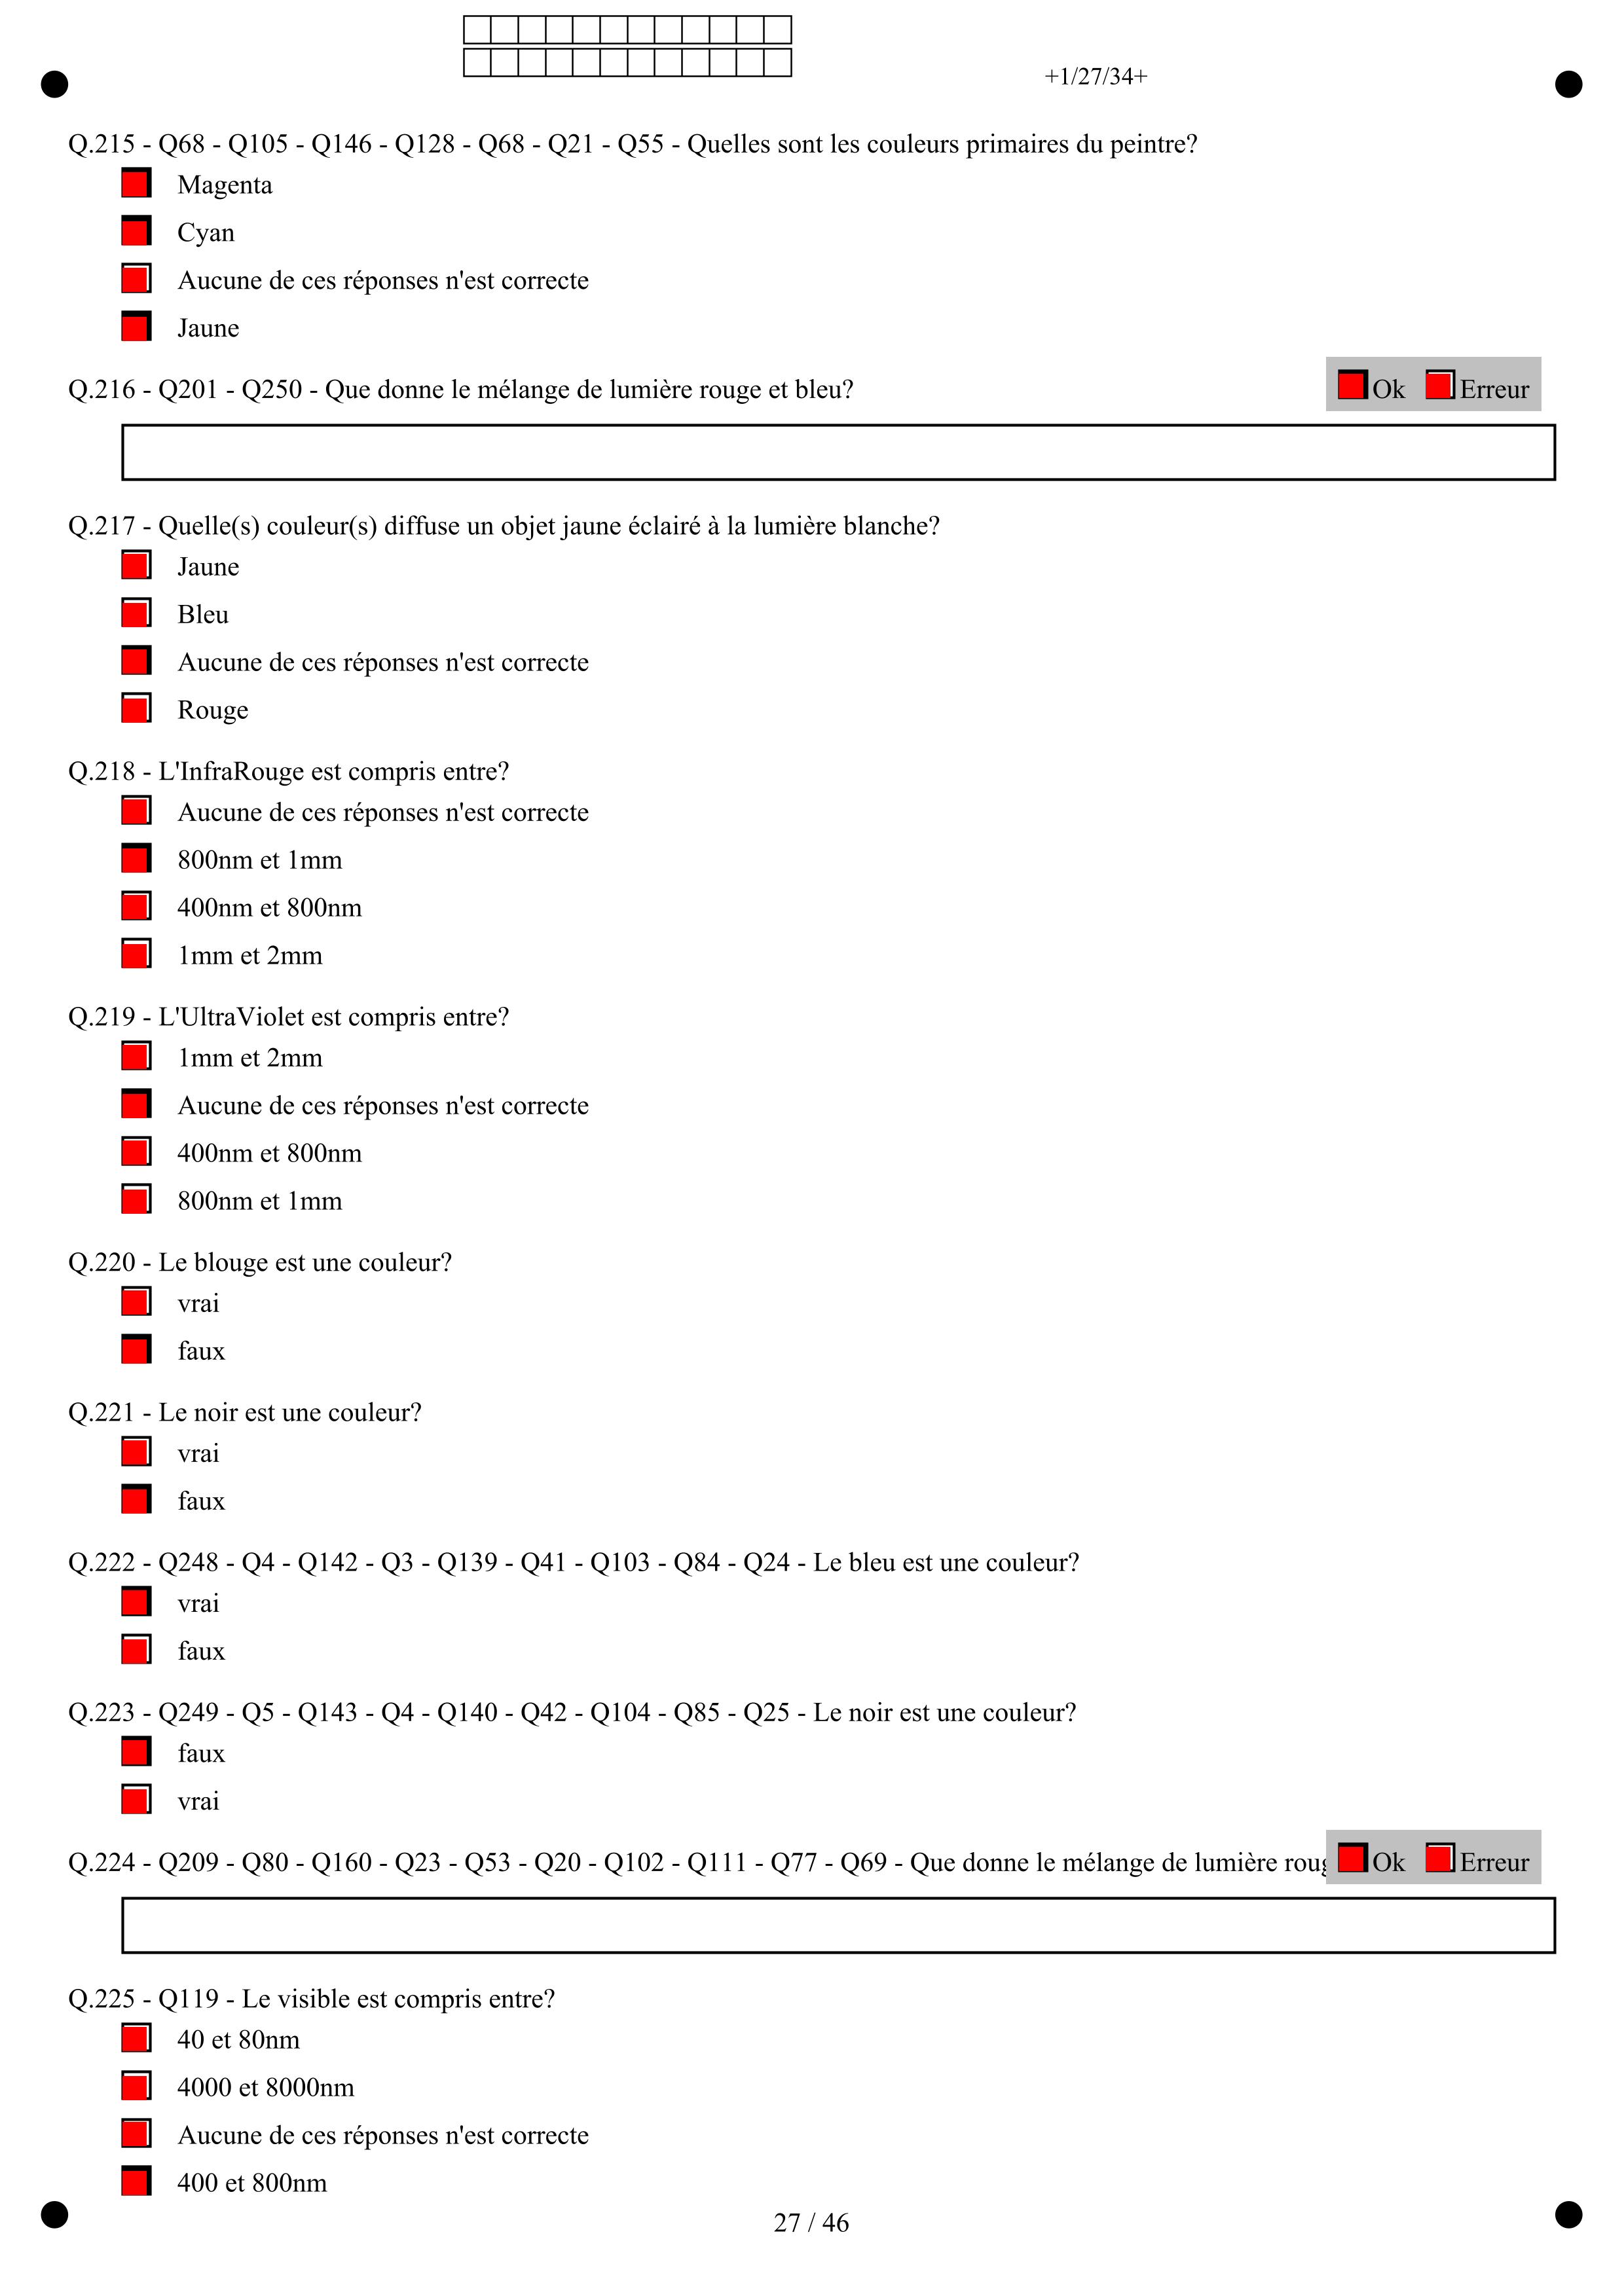 +1/27/34+
Q.215 - Q68 - Q105 - Q146 - Q128 - Q68 - Q21 - Q55 - Quelles sont les couleurs primaires du peintre?
Magenta
Cyan
Aucune de ces réponses n'est correcte
Jaune
Q.216 - Q201 - Q250 - Que donne le mélange de lumière rouge et bleu? Ok Erreur
Q.217 - Quelle(s) couleur(s) diffuse un objet jaune éclairé à la lumière blanche?
Jaune
Bleu
Aucune de ces réponses n'est correcte
Rouge
Q.218 - L'InfraRouge est compris entre?
Aucune de ces réponses n'est correcte
800nm et 1mm
400nm et 800nm
1mm et 2mm
Q.219 - L'UltraViolet est compris entre?
1mm et 2mm
Aucune de ces réponses n'est correcte
400nm et 800nm
800nm et 1mm
Q.220 - Le blouge est une couleur?
vrai
faux
Q.221 - Le noir est une couleur?
vrai
faux
Q.222 - Q248 - Q4 - Q142 - Q3 - Q139 - Q41 - Q103 - Q84 - Q24 - Le bleu est une couleur?
vrai
faux
Q.223 - Q249 - Q5 - Q143 - Q4 - Q140 - Q42 - Q104 - Q85 - Q25 - Le noir est une couleur?
faux
vrai
Q.224 - Q209 - Q80 - Q160 - Q23 - Q53 - Q20 - Q102 - Q111 - Q77 - Q69 - Que donne le mélange de lumière Ok Erreur
Q.225 - Q119 - Le visible est compris entre?
40 et 80nm
4000 et 8000nm
Aucune de ces réponses n'est correcte
400 et 800nm
27 / 46